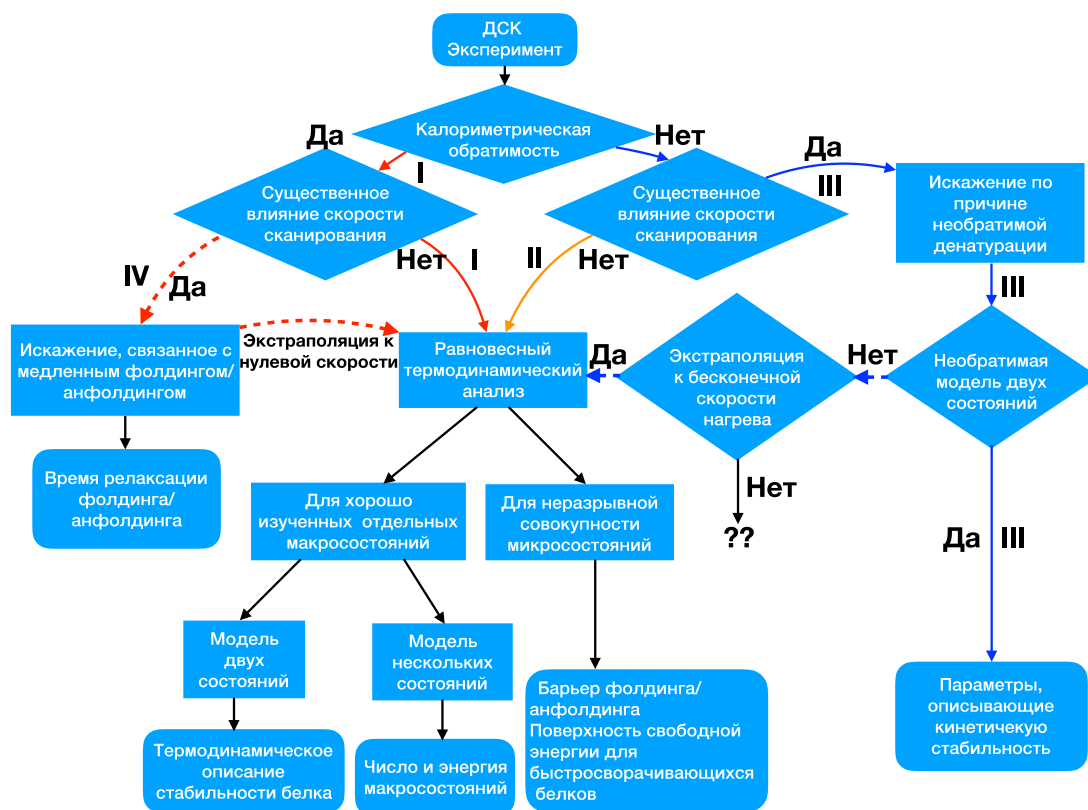 ДСК
Эксперимент
Калориметрическая
обратимость
Да
Нет
I
Существенное
влияние скорости
сканирования
Существенное
влияние скорости
сканирования
Да
III
Искажение по
причине
необратимой
денатурации
IV
Да
Нет
I
II
Нет
III
Искажение, связанное с
медленным фолдингом/
анфолдингом
Экстраполяция к
нулевой скорости
Равновесный
термодинамический
анализ
Да
Экстраполяция
к бесконечной
скорости
нагрева
Нет
Необратимая
модель двух
состояний
Время релаксации
фолдинга/
анфолдинга
Для хорошо
изученных отдельных
макросостояний
Для неразрывной
совокупности
микросостояний
Нет
??
Да
III
Модель
двух
состояний
Модель
нескольких
состояний
Термодинамическое
описание
стабильности белка
Число и энергия
макросостояний
Барьер фолдинга/
анфолдинга
Поверхность свободной
энергии для
быстросворачивающихся
белков
Параметры,
описывающие
кинетичекую
стабильность